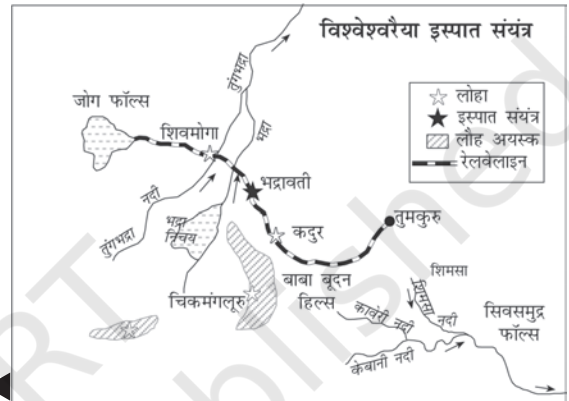 विश्वेश्वरैया इस्पात संयंत्र
लोहा
इस्पात संयंत्र
लौह अयस्क
रेलवेलाइन
जोग फॉल्स
शिवमोगा
तुंगभद्रा
भद्रा
भद्रावती
तुंगभद्रा नदी
भद्रा
कदुर
तुमकुरु
चिकमंगलूरु
बाबा बूदन
हिल्स
शिमसा
शिमसा नदी
कावेरी नदी
केबानी नदी
सिवसमुद्र
फॉल्स